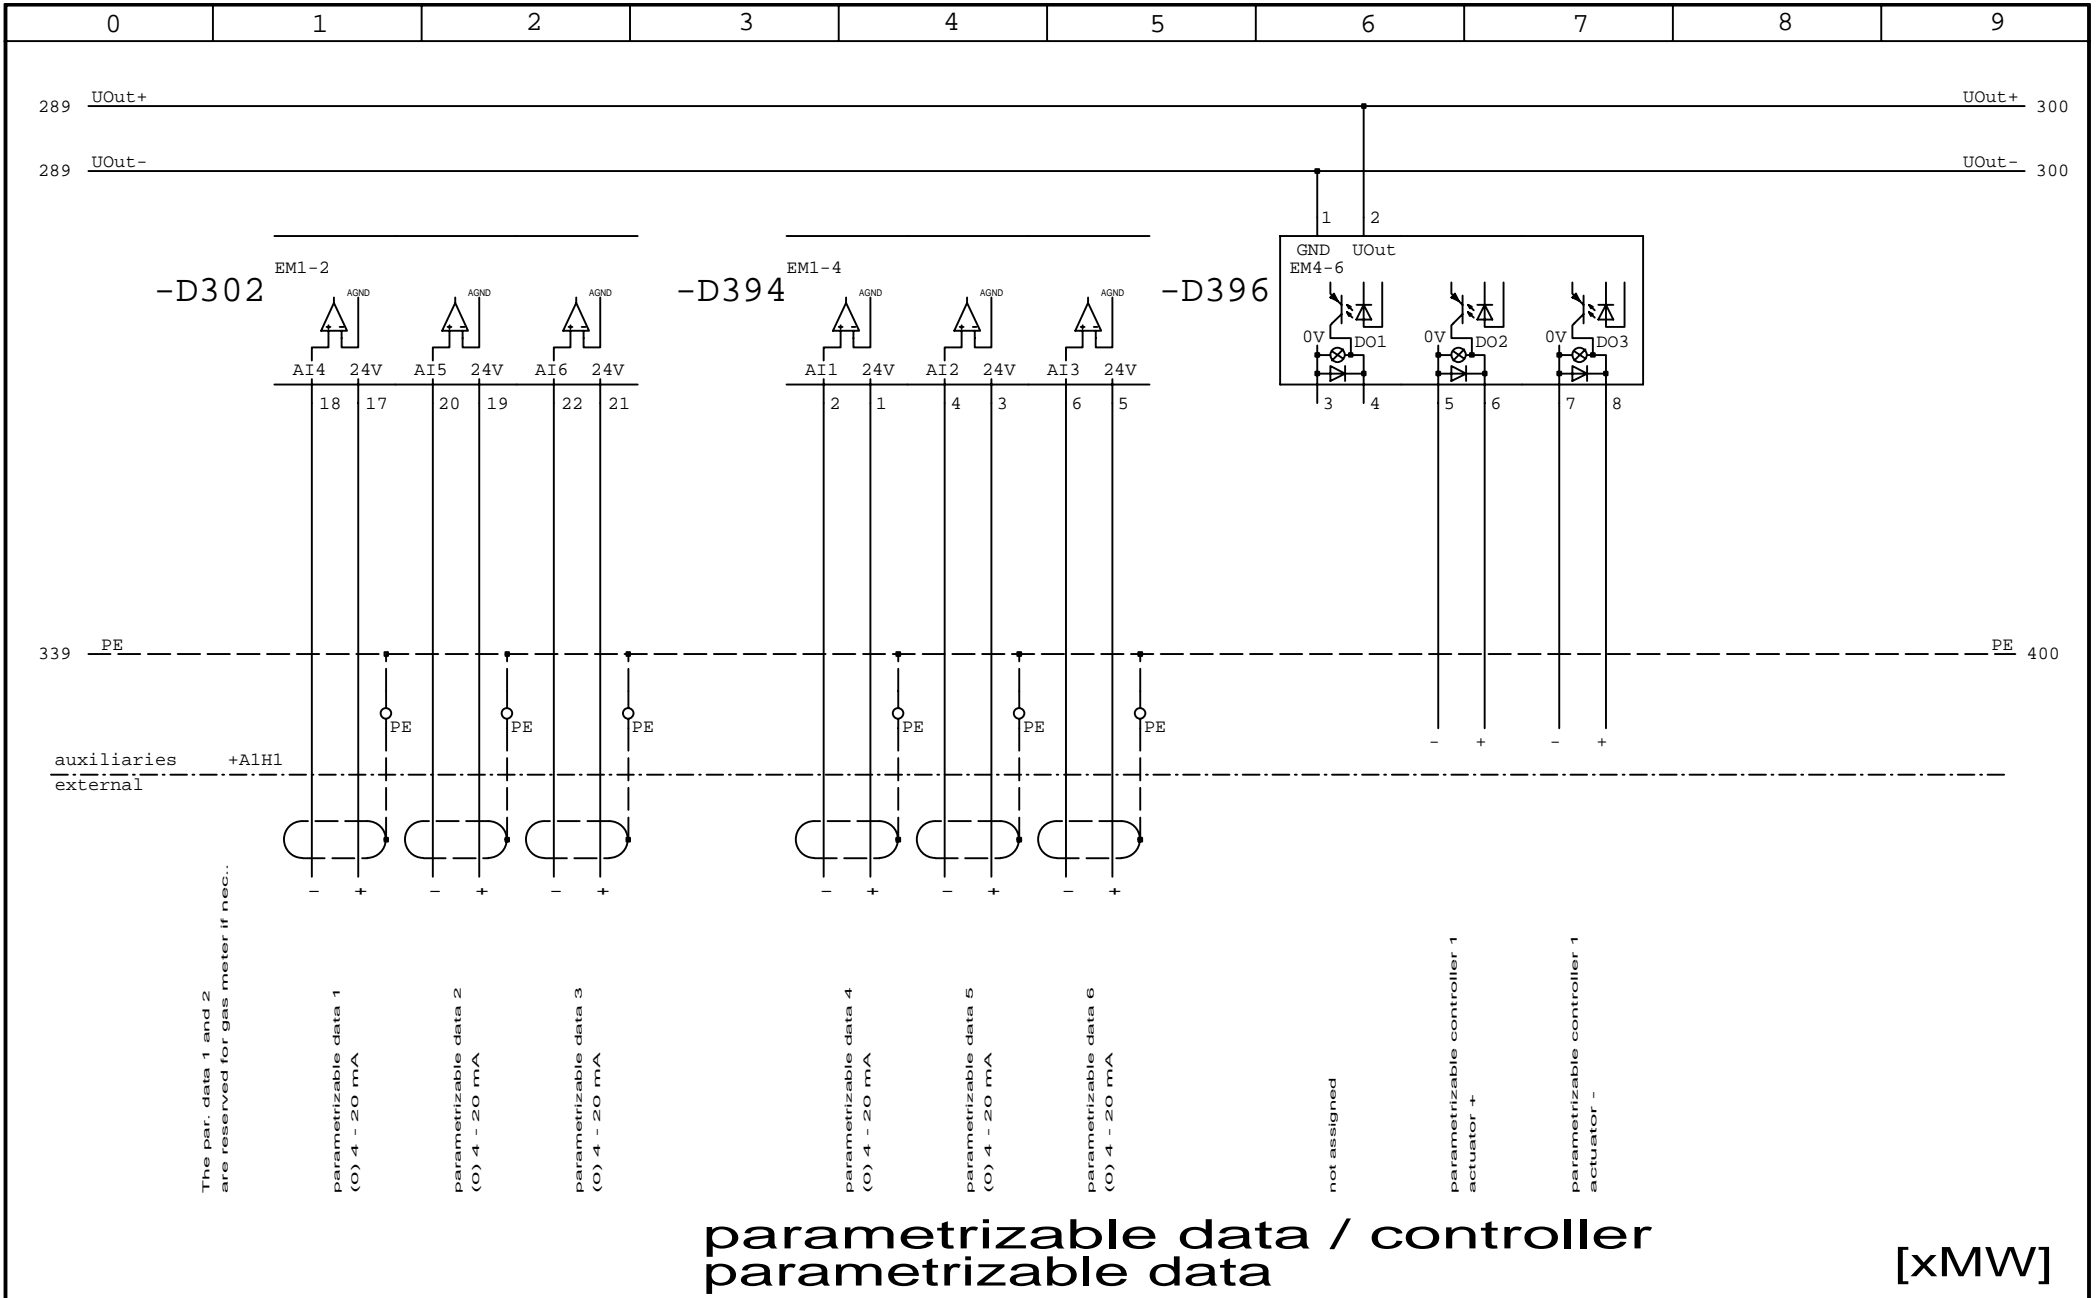 0 1 2 3 4 5 6 7 8 9
289 UOut+ UOut+ 300
289 UOut- UOut- 300
1 2
GND UOut
EM1-2 EM1-4 EM4-6
-D302 -D394 -D396
AGND AGND AGND AGND AGND AGND
0V DO1 0V DO2 0V DO3
AI4 24V AI5 24V AI6 24V AI1 24V AI2 24V AI3 24V
18 17 20 19 22 21 2 1 4 3 6 5 3 4 5 6 7 8
339 PE PE 400
PE PE PE PE PE PE
- + - +
auxiliaries +A1H1
external
- + - + - + - + - + - +
The par. data 1 and 2
are reserved for gas meter if nec..
parametrizable data 1
(0) 4 - 20 mA
parametrizable data 2
(0) 4 - 20 mA
parametrizable data 3
(0) 4 - 20 mA
parametrizable data 4
(0) 4 - 20 mA
parametrizable data 5
(0) 4 - 20 mA
parametrizable data 6
(0) 4 - 20 mA
not assigned
parametrizable controller 1
actuator +
parametrizable controller 1
actuator -
parametrizable data / controller
parametrizable data
[xMW]